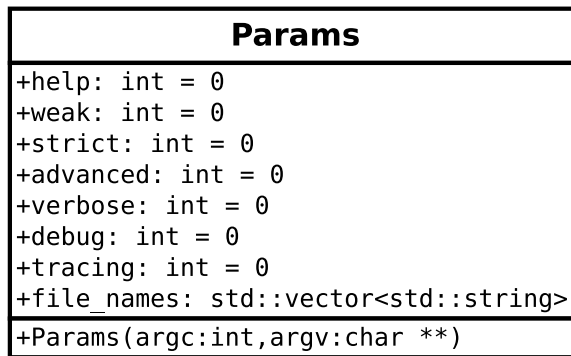 Params
+help: int = 0
+weak: int = 0
+strict: int = 0
+advanced: int = 0
+verbose: int = 0
+debug: int = 0
+tracing: int = 0
+file_names: std::vector<std::string>
+Params(argc:int,argv:char **)